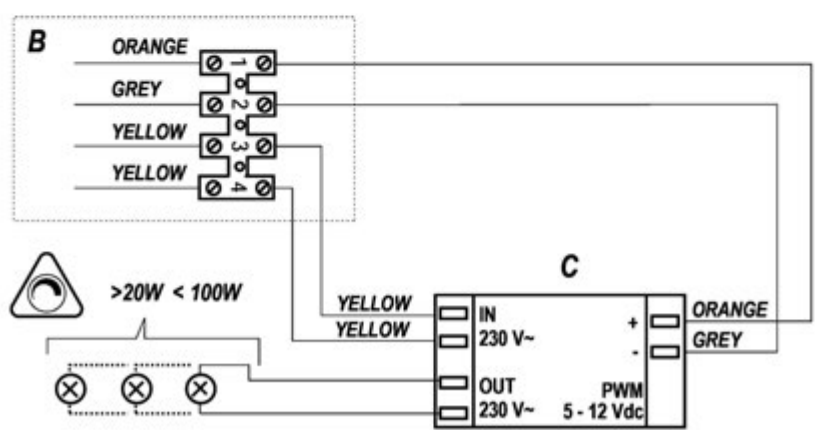 B
ORANGE
GREY
YELLOW
YELLOW
1
2
3
4
>20W < 100W
C
YELLOW
YELLOW
IN
230 V~
OUT
230 V~
+
-
PWM
5 - 12 Vdc
ORANGE
GREY